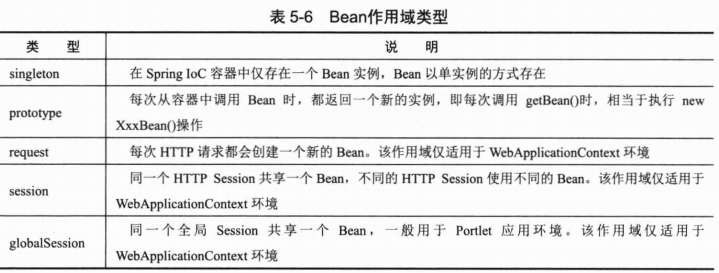 表 5-6 Bean作用域类型
类 型 说 明
singleton 在 Spring IoC 容器中仅存在一个 Bean 实例，Bean 以单实例的方式存在
prototype 每次从容器中调用 Bean 时，都返回一个新的实例，即每次调用 getBean()时，相当于执行 new
XxxBean()操作
request 每次 HTTP 请求都会创建一个新的 Bean。该作用域仅适用于 WebApplicationContext 环境
session 同一个 HTTP Session 共享一个 Bean，不同的 HTTP Session 使用不同的 Bean。该作用域仅适用于
WebApplicationContext 环境
globalSession 同一个全局 Session 共享一个 Bean，一般用于 Portlet 应用环境。该作用域仅适用于
WebApplicationContext 环境